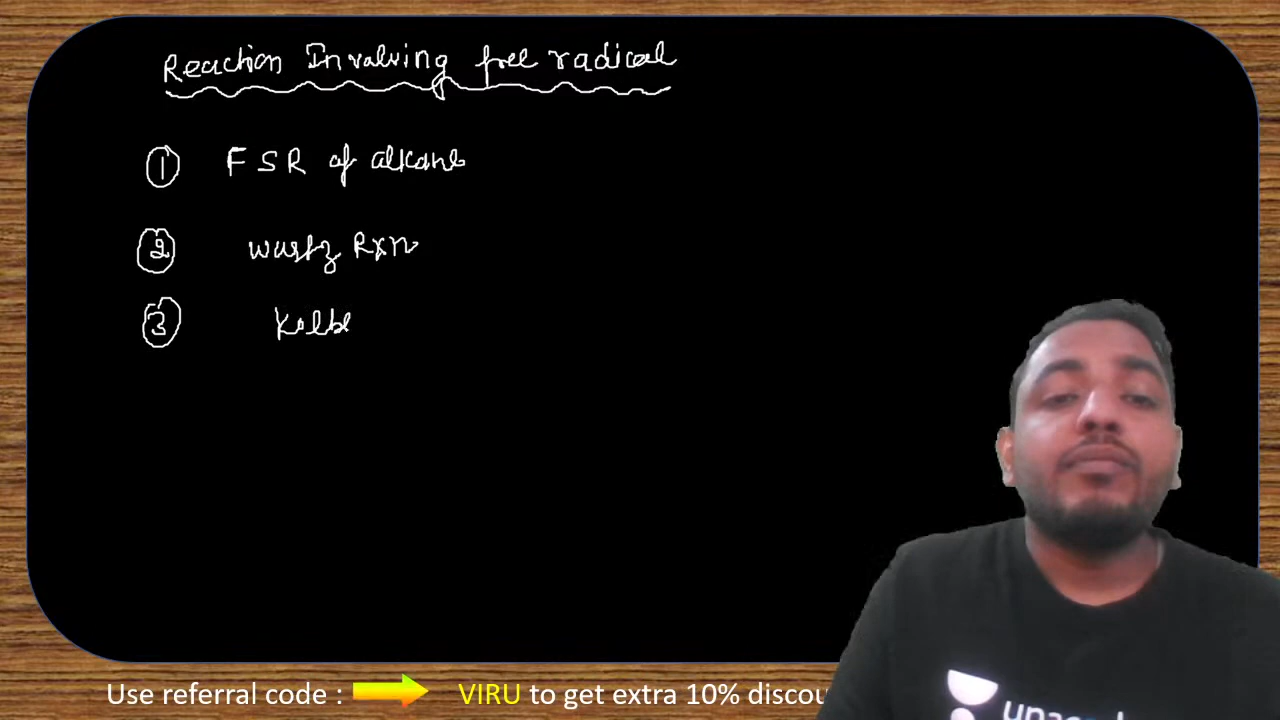 Reaction Involving free radical
1 FSR of alkane
2 wurtz Rxn
3 Kolbe
Use referral code : VIRU to get extra 10% discou